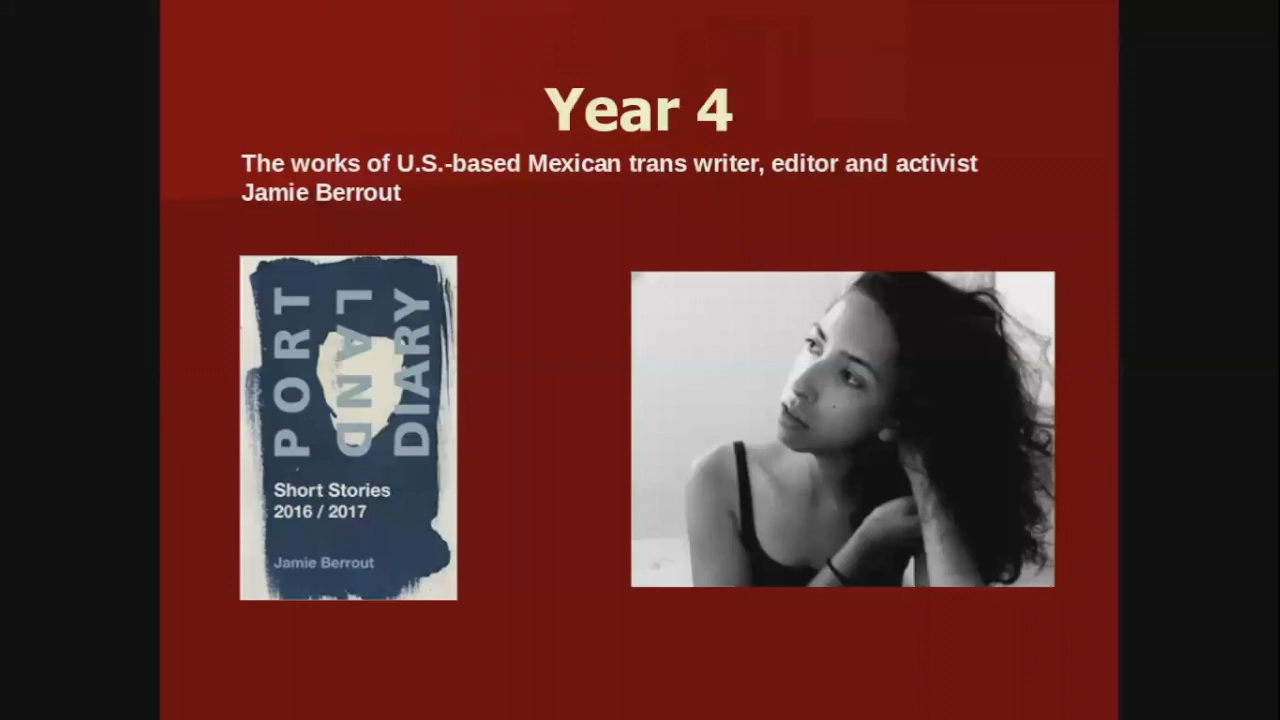 Year 4
The works of U.S.-based Mexican trans writer, editor and activist
Jamie Berrout
PORT
LAND
DIARY
Short Stories
2016 / 2017
Jamie Berrout